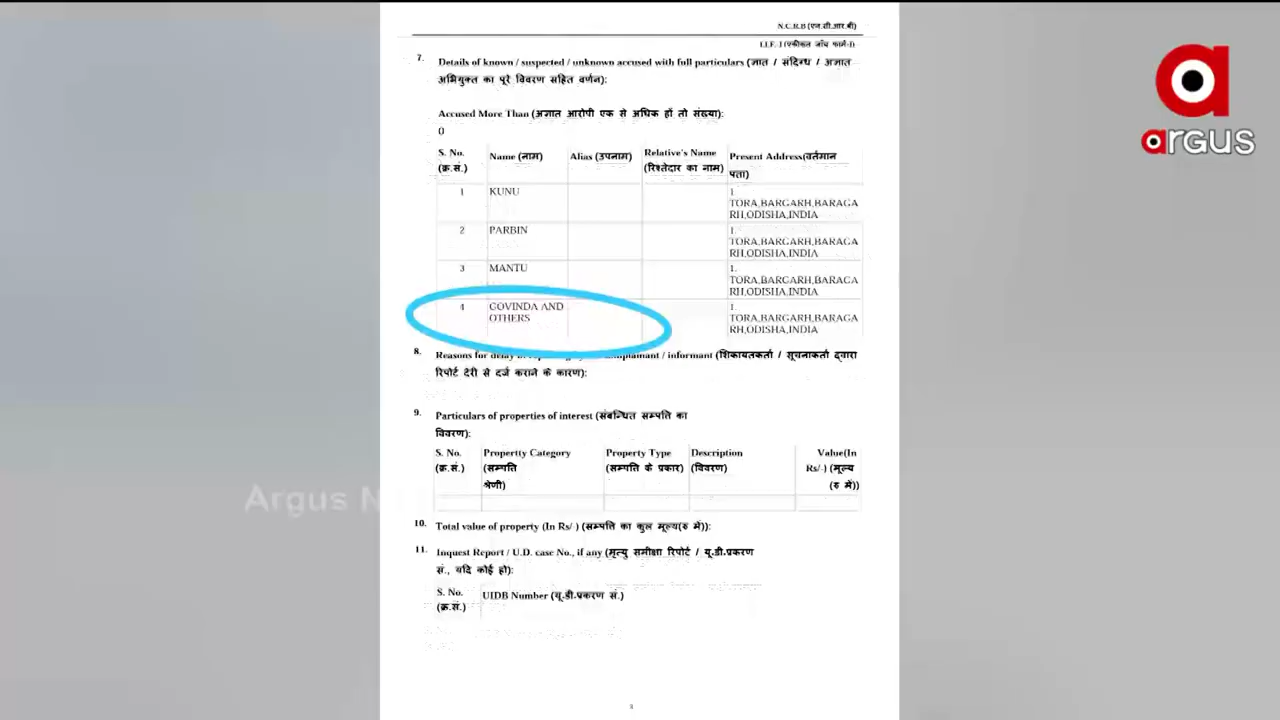 N.C.R.B (एन.सी.आर.बी)
I.I.F.-I (एकीकृत जाँच फार्म-I)
argus
7. Details of known / suspected / unknown accused with full particulars (ज्ञात / संदिग्ध / अज्ञात
अभियुक्त का पूरे विवरण सहित वर्णन):
Accused More Than (अज्ञात आरोपी एक से अधिक हों तो संख्या):
0
S. No. (क्र.सं.) Name (नाम) Alias (उपनाम) Relative's Name (रिश्तेदार का नाम) Present Address(वर्तमान पता)
1 KUNU 1.
TORA,BARGARH,BARAGA
RH,ODISHA,INDIA
2 PARBIN 1.
TORA,BARGARH,BARAGA
RH,ODISHA,INDIA
3 MANTU 1.
TORA,BARGARH,BARAGA
RH,ODISHA,INDIA
4 GOVINDA AND OTHERS 1.
TORA,BARGARH,BARAGA
RH,ODISHA,INDIA
8. Reasons for delay / informant (शिकायतकर्ता / सूचनाकर्ता द्वारा
रिपोर्ट देरी से दर्ज कराने के कारण):
9. Particulars of properties of interest (संबन्धित सम्पति का
विवरण):
S. No. (क्र.सं.) Propertty Category (सम्पति श्रेणी) Property Type (सम्पति के प्रकार) Description (विवरण) Value(In Rs/-) (मूल्य (रु में))
Argus
10. Total value of property (In Rs/-) (सम्पति का कुल मूल्य(रु में)):
11. Inquest Report / U.D. case No., if any (मृत्यु समीक्षा रिपोर्ट / यू.डी.प्रकरण
सं., यदि कोई हो):
S. No. (क्र.सं.) UIDB Number (यू.डी.प्रकरण सं.)